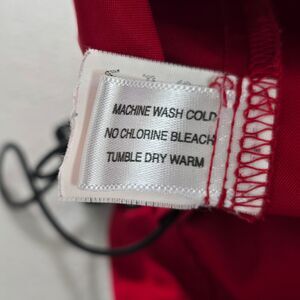 MACHINE WASH COLD
NO CHLORINE BLEACH
TUMBLE DRY WARM